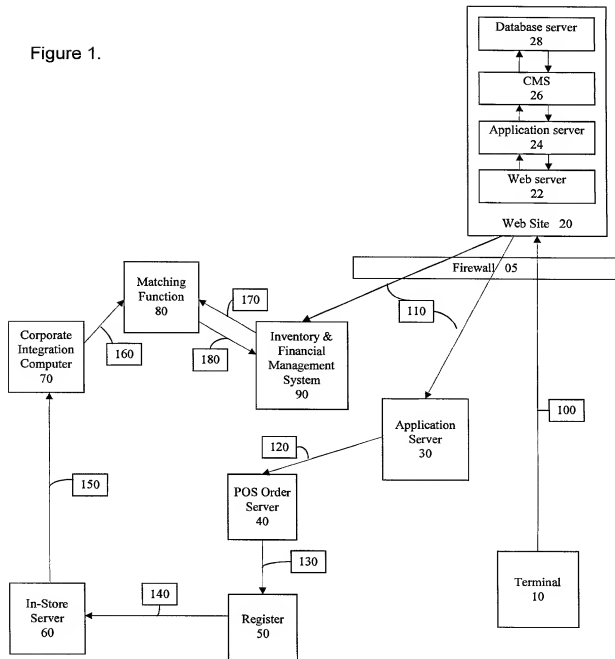 Figure 1.
Database server
28
CMS
26
Application server
24
Web server
22
Web Site 20
Firewall 05
Matching
Function
80
170
110
Corporate
Integration
Computer
70
160
180
Inventory &
Financial
Management
System
90
Application
Server
30
100
120
150
POS Order
Server
40
130
Terminal
10
140
In-Store
Server
60
Register
50